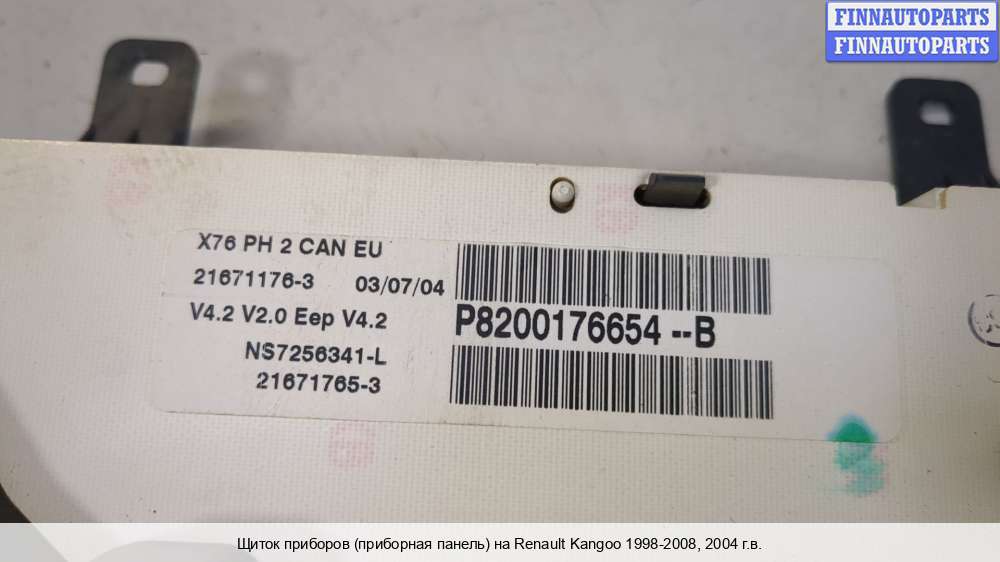 FINNAUTOPARTS
FINNAUTOPARTS
X76 PH 2 CAN EU
21671176-3 03/07/04
V4.2 V2.0 Eep V4.2
P8200176654 --B
NS7256341-L
21671765-3
Щиток приборов (приборная панель) на Renault Kangoo 1998-2008, 2004 г.в.